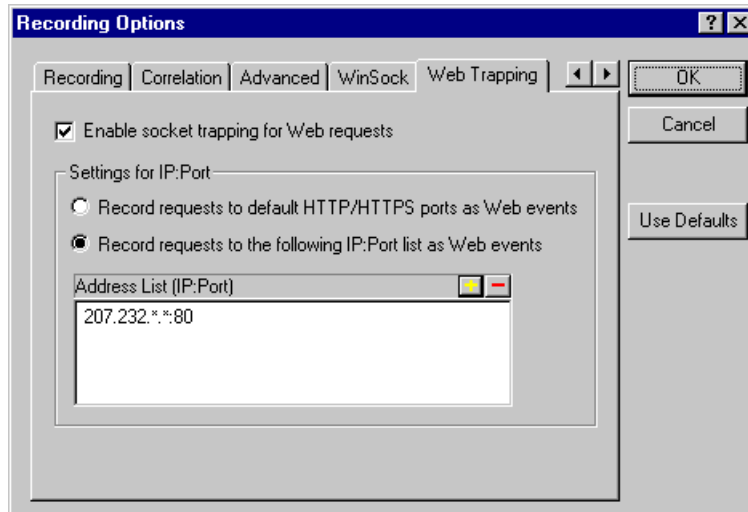 Recording Options
Recording Correlation Advanced WinSock Web Trapping
OK
Enable socket trapping for Web requests
Cancel
Settings for IP:Port
Record requests to default HTTP/HTTPS ports as Web events
Use Defaults
Record requests to the following IP:Port list as Web events
Address List (IP:Port)
207.232.*.*:80